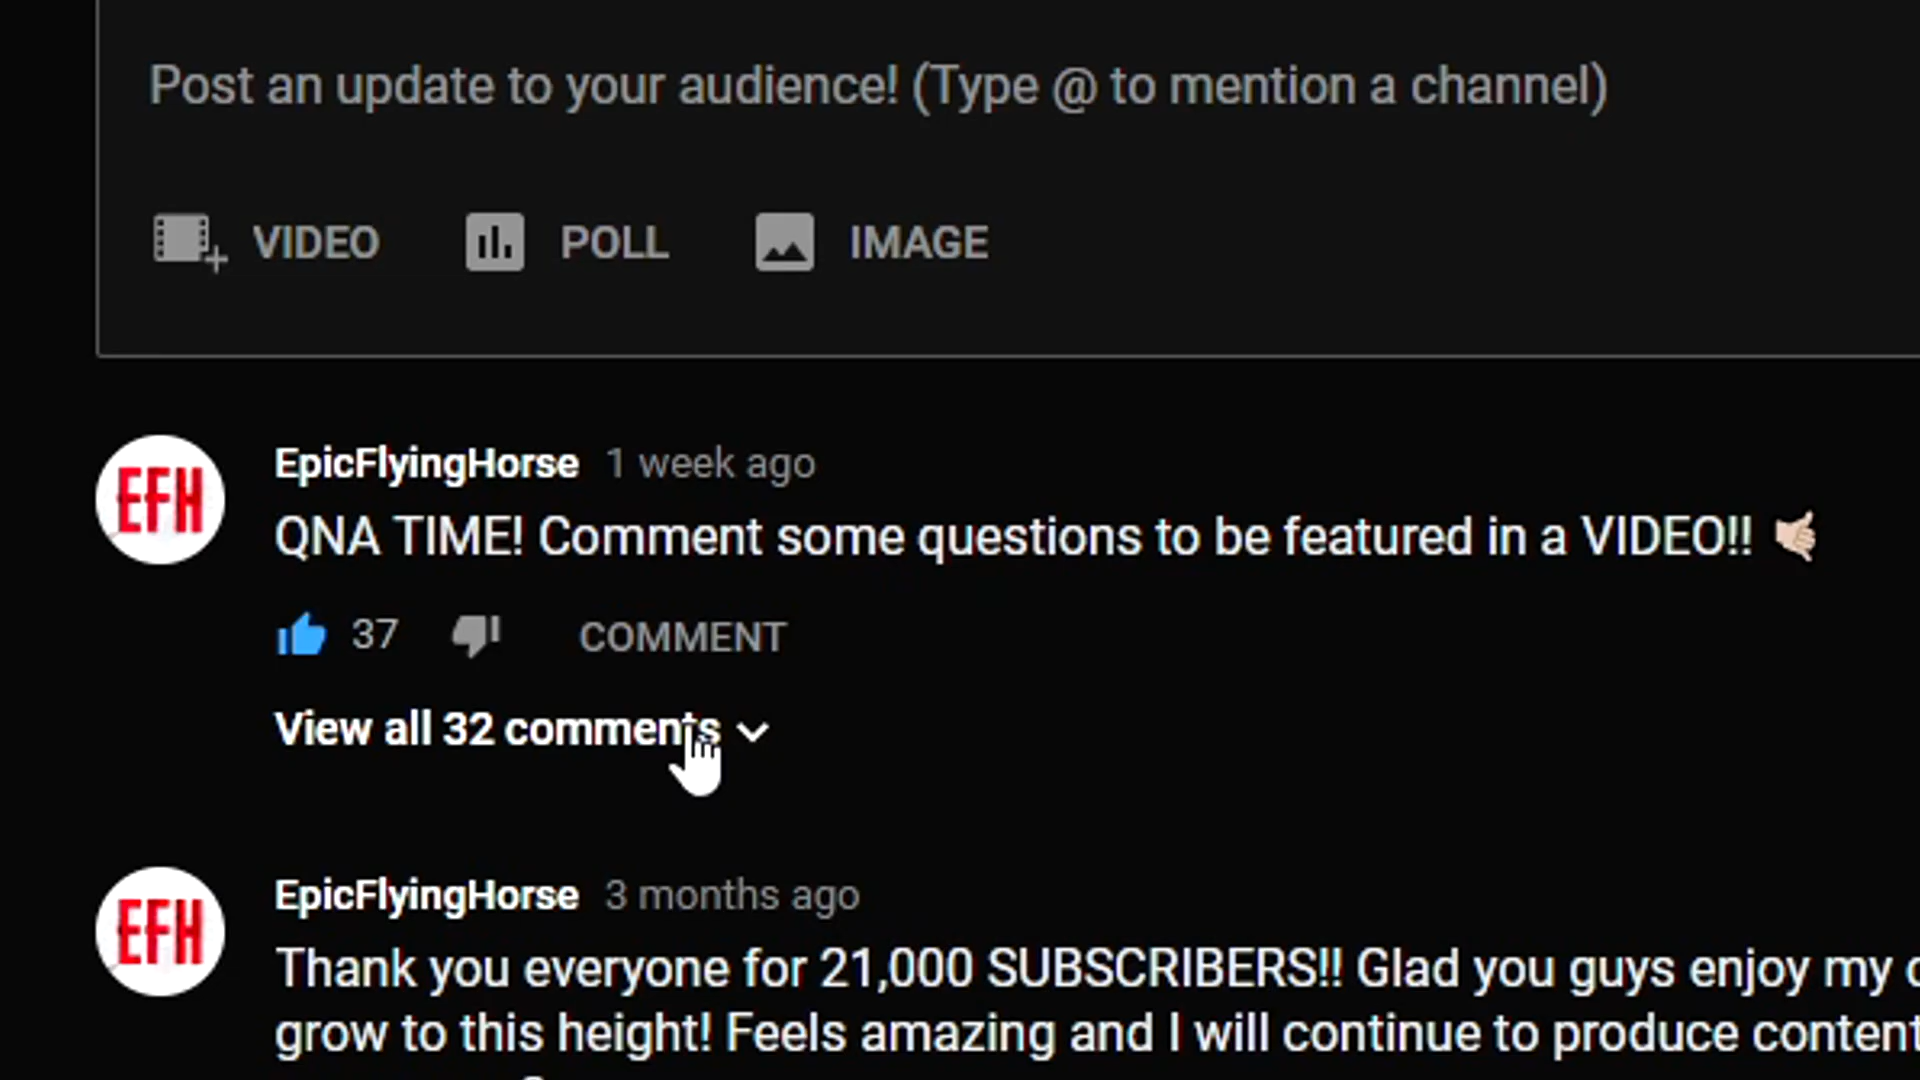 Post an update to your audience! (Type @ to mention a channel)
VIDEO POLL IMAGE
EFH
EpicFlyingHorse 1 week ago
QNA TIME! Comment some questions to be featured in a VIDEO!! 🤙🏻
37 COMMENT
View all 32 comments
EFH
EpicFlyingHorse 3 months ago
Thank you everyone for 21,000 SUBSCRIBERS!! Glad you guys enjoy my
grow to this height! Feels amazing and I will continue to produce content